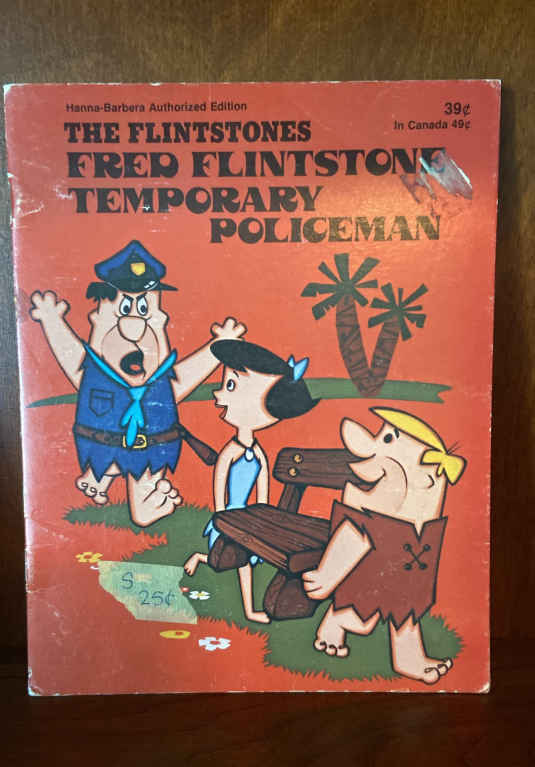 Hanna-Barbera Authorized Edition
39¢
In Canada 49¢
THE FLINTSTONES
FRED FLINTSTONE
TEMPORARY
POLICEMAN
S
25¢